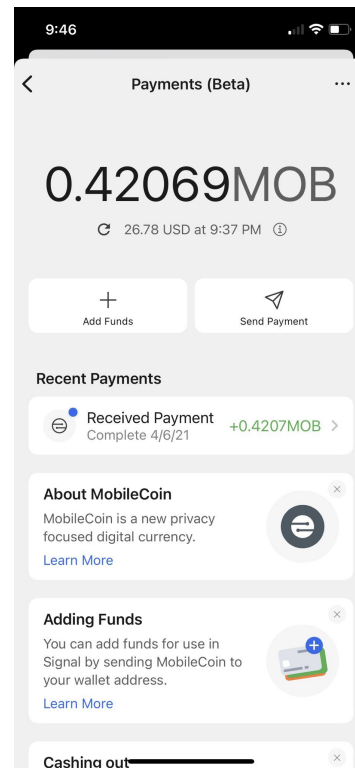 9:46
Payments (Beta)
0.42069MOB
26.78 USD at 9:37 PM
Add Funds
Send Payment
Recent Payments
Received Payment
Complete 4/6/21
+0.4207MOB
About MobileCoin
MobileCoin is a new privacy
focused digital currency.
Learn More
Adding Funds
You can add funds for use in
Signal by sending MobileCoin to
your wallet address.
Learn More
Cashing out